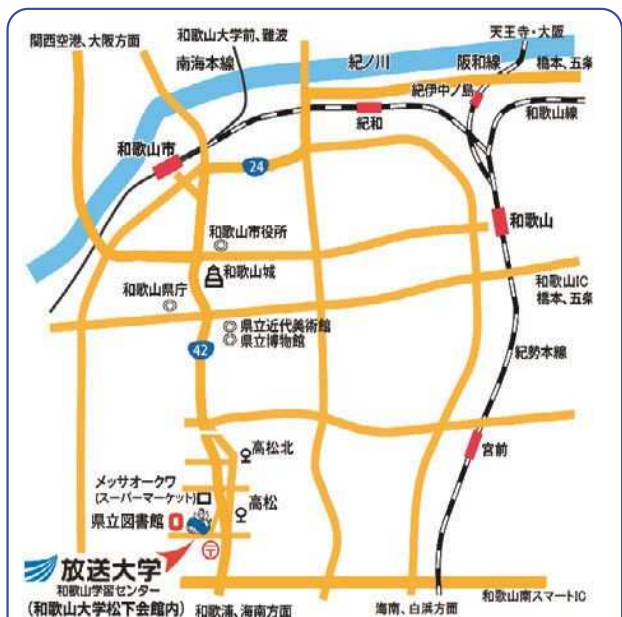 関西空港、大阪方面
和歌山大学前、難波
南海本線
紀ノ川
天王寺・大阪
阪和線
橋本、五条
紀伊中ノ島
紀和
和歌山線
和歌山市
24
和歌山市役所
和歌山
和歌山城
和歌山IC
橋本、五条
和歌山県庁
県立近代美術館
県立博物館
42
紀勢本線
高松北
宮前
メッサオークワ
(スーパーマーケット)
高松
県立図書館
放送大学
和歌山学習センター
(和歌山大学松下会館内)
和歌浦、海南方面
海南、白浜方面
和歌山南スマートIC